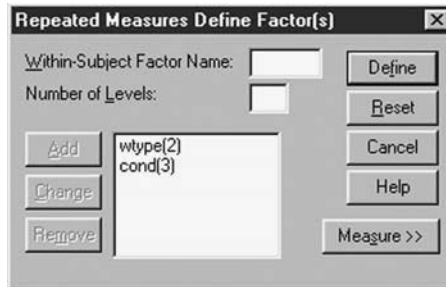 Repeated Measures Define Factor(s)
Within-Subject Factor Name:
Number of Levels:
Define
Reset
Cancel
Help
Measure >>
Add
Change
Remove
wtype(2)
cond(3)